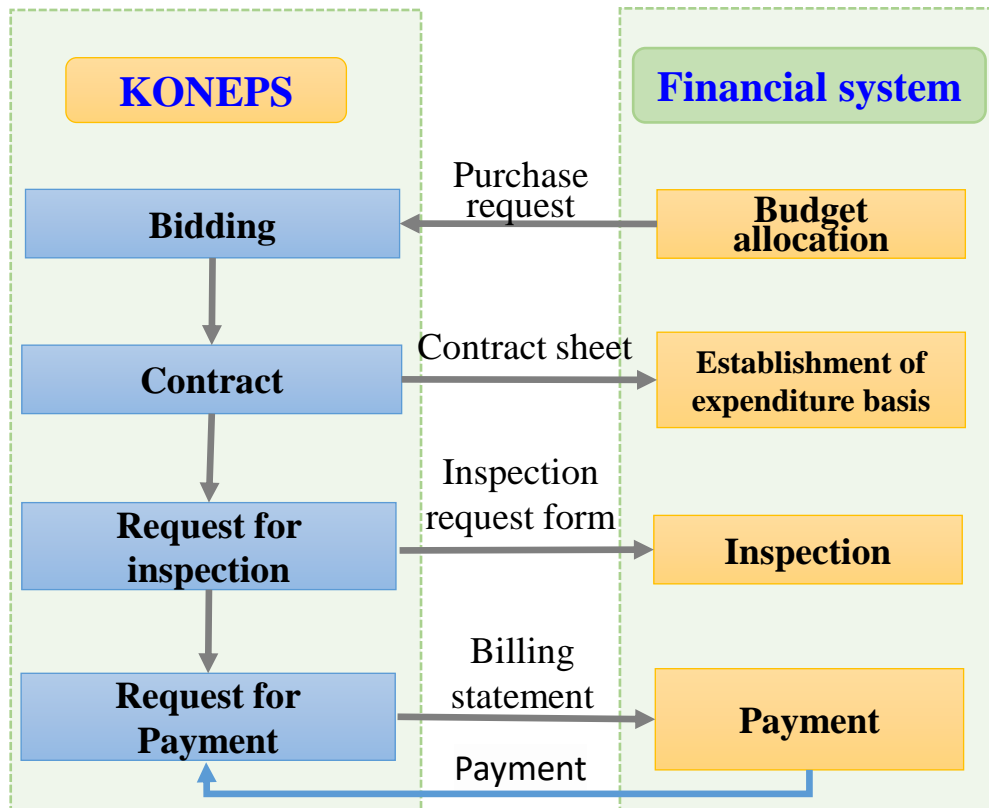 KONEPS
Financial system
Purchase
request
Bidding
Budget
allocation
Contract sheet
Contract
Establishment of
expenditure basis
Inspection
request form
Request for
inspection
Inspection
Billing
statement
Request for
Payment
Payment
Payment